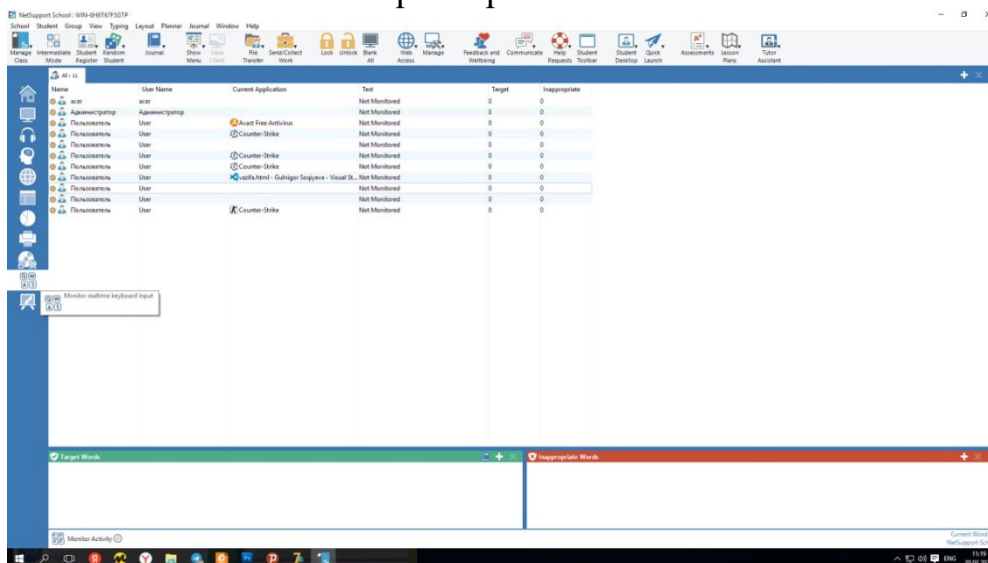 NetSupport School : WIN-6H8T67F5GTP
School Student Group View Typing Layout Planner Journal Window Help
Manage Class
Intermediate Mode
Student Register
Random Student
Journal
Show Menu
View Client
File Transfer
Send/Collect Work
Lock
Unlock
Blank All
Web Access
Manage
Feedback and Wellbeing
Communicate
Help Requests
Student Toolbar
Student Desktop
Quick Launch
Assessments
Lesson Plans
Tutor Assistant
All : 11
Name User Name Current Application Text Target Inappropriate
acer acer Not Monitored 0 0
Администратор Администратор Not Monitored 0 0
Пользователь User Avast Free Antivirus Not Monitored 0 0
Пользователь User Counter-Strike Not Monitored 0 0
Пользователь User Not Monitored 0 0
Пользователь User Counter-Strike Not Monitored 0 0
Пользователь User Counter-Strike Not Monitored 0 0
Пользователь User vazifa.html - Gulnigor Soqiyeva - Visual St... Not Monitored 0 0
Пользователь User Not Monitored 0 0
Пользователь User Not Monitored 0 0
Пользователь User Counter-Strike Not Monitored 0 0
Monitor realtime keyboard input
Target Words
Inappropriate Words
Monitor Activity
Current Word
NetSupport Sch
ENG
11:19